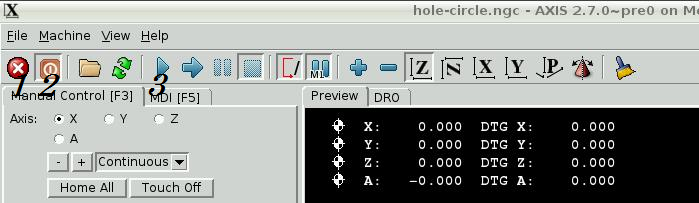 hole-circle.ngc - AXIS 2.7.0~pre0 on M
File Machine View Help
M1 Z N X Y P
1 2 3
Manual Control [F3] MDI [F5] Preview DRO
Axis: X Y Z
A
- + Continuous
Home All Touch Off
X: 0.000 DTG X: 0.000
Y: 0.000 DTG Y: 0.000
Z: 0.000 DTG Z: 0.000
A: -0.000 DTG A: 0.000